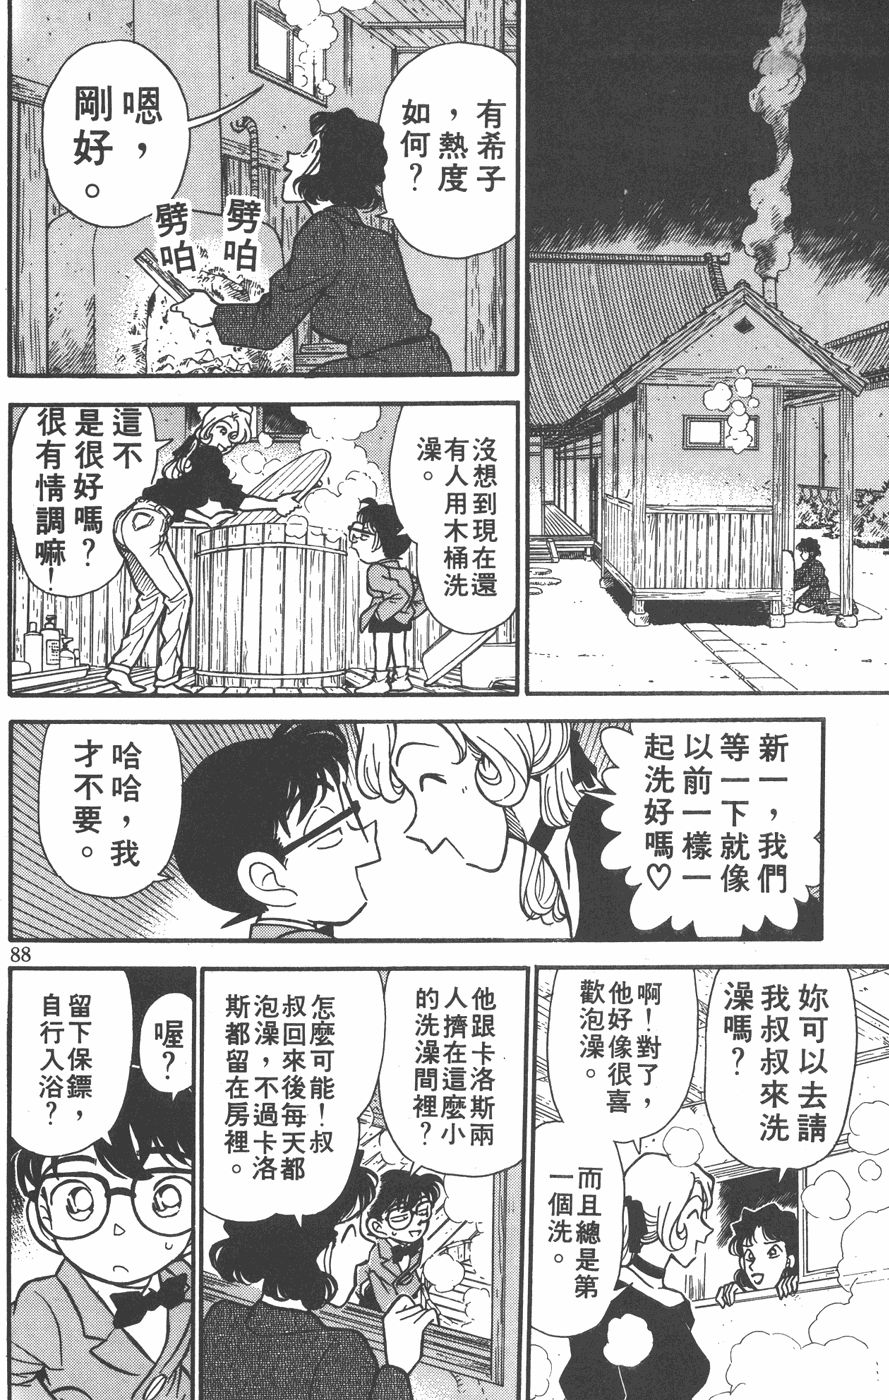 有希子
，熱度
如何？
嗯，
剛好。
劈啪
劈啪
沒想到現在還
有人用木桶洗
澡。
這不
是很好嗎？
很有情調嘛！
新一，我們
等一下就像
以前一樣一
起洗好嗎♡
哈哈，我
才不要。
88
妳可以去請
我叔叔來洗
澡嗎？
啊！對了，
他好像很喜
歡泡澡。
而且總是第
一個洗。
他跟卡洛斯兩
人擠在這麼小
的洗澡間裡？
怎麼可能！叔
叔回來後每天都
泡澡，不過卡洛
斯都留在房裡。
喔？
留下保鏢，
自行入浴？